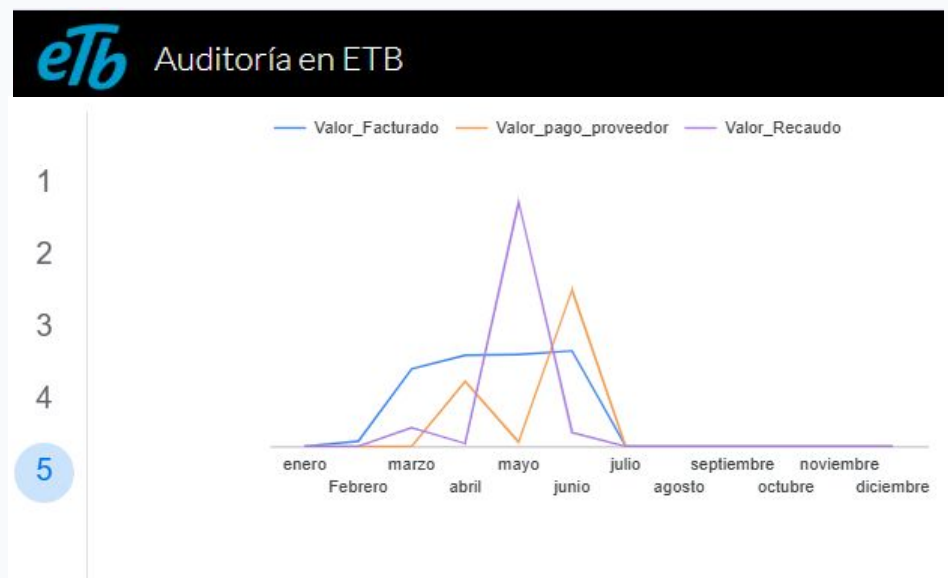 eTb Auditoría en ETB
Valor_Facturado Valor_pago_proveedor Valor_Recaudo
1
2
3
4
5
enero marzo mayo julio septiembre noviembre
Febrero abril junio agosto octubre diciembre